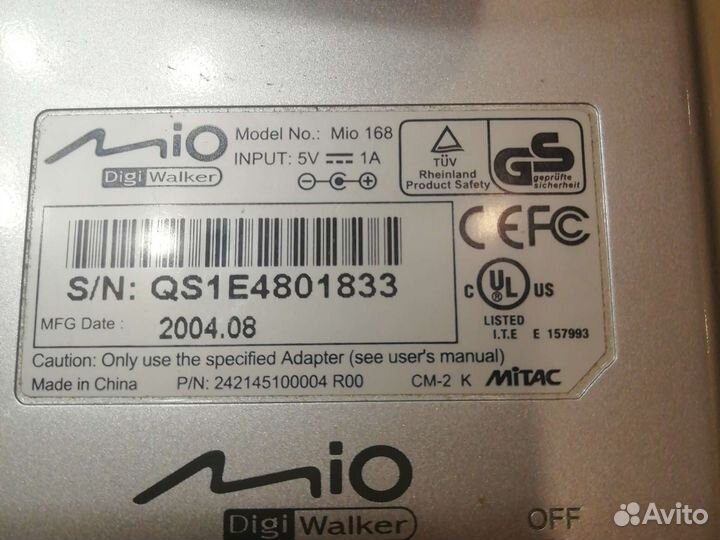 Mio
Digi Walker
Model No.: Mio 168
INPUT: 5V 1A
TÜV
Rheinland
Product Safety
GS
geprüfte
sicherheit
CE FC
S/N: QS1E4801833
MFG Date : 2004.08
C UL US
LISTED
I.T.E E 157993
Caution: Only use the specified Adapter (see user's manual)
Made in China P/N: 242145100004 R00 CM-2 K MiTAC
Mio
Digi Walker
OFF
Avito